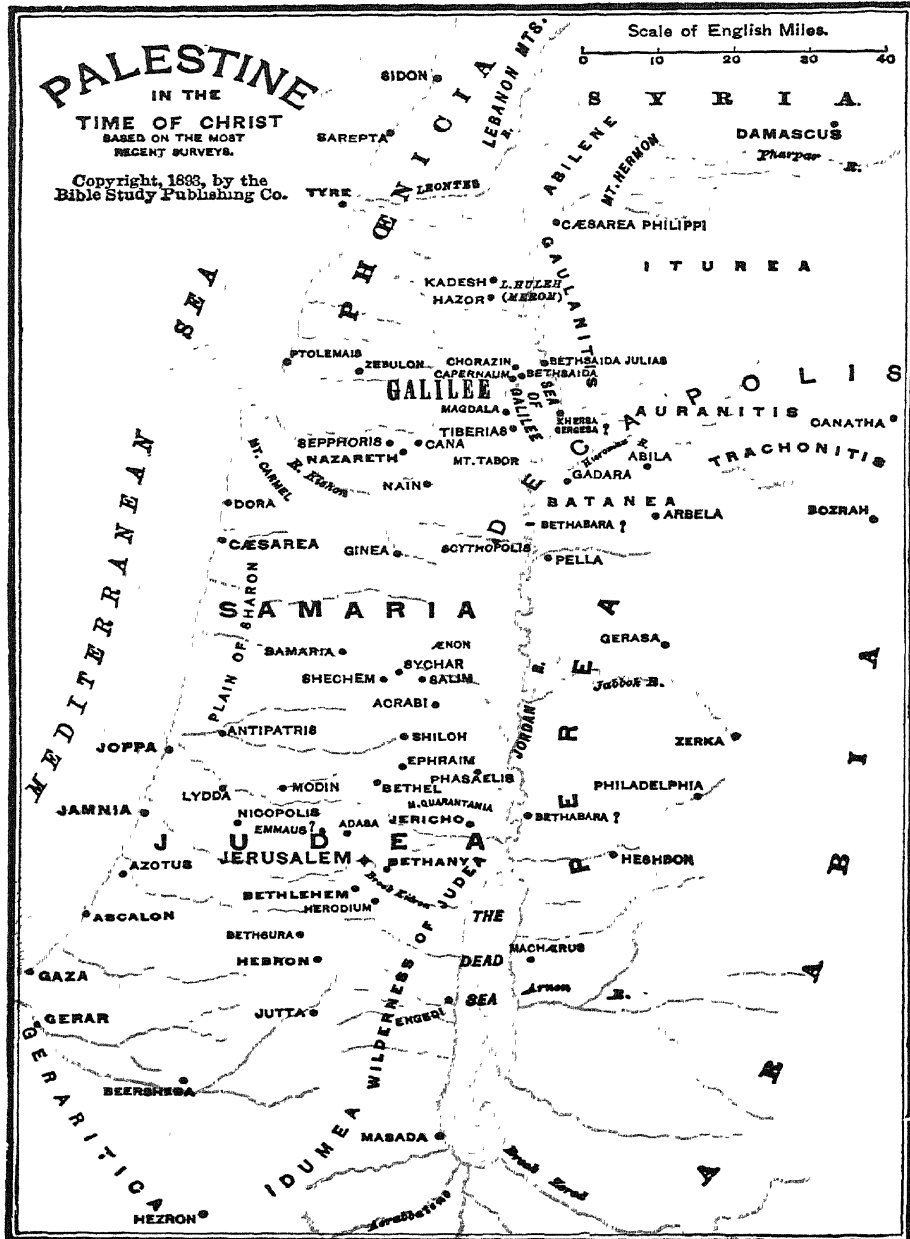 PALESTINE
IN THE
TIME OF CHRIST
BASED ON THE MOST
RECENT SURVEYS.
Copyright, 1893, by the
Bible Study Publishing Co.
Scale of English Miles.
0 10 20 30 40
SIDON
LEBANON MTS.
SYRIA.
SAREPTA
DAMASCUS
Pharpar R.
ABILENE
MT. HERMON
TYRE
LEONTES R.
PHŒNICIA
CÆSAREA PHILIPPI
GAULANITIS
ITUREA
KADESH
L. HULEH
HAZOR
(MEROM)
MEDITERRANEAN SEA
PTOLEMAIS
ZEBULON
CHORAZIN
BETHSAIDA JULIAS
CAPERNAUM
BETHSAIDA
GALILEE
SEA OF GALILEE
DECAPOLIS
MAGDALA
KHERSA
GERGESA ?
AURANITIS
CANATHA
TIBERIAS
SEPPHORIS
CANA
NAZARETH
MT. TABOR
ABILA
TRACHONITIS
MT. CARMEL
R. Kishon
NAIN
GADARA
DORA
BATANEA
BETHABARA ?
ARBELA
BOZRAH
CÆSAREA
GINEA
SCYTHOPOLIS
PELLA
PLAIN OF SHARON
SAMARIA
SAMARIA
ÆNON
GERASA
SYCHAR
SHECHEM
SALIM
Jabbok R.
ACRABI
JORDAN R.
PEREA
ARABIA
ANTIPATRIS
SHILOH
JOPPA
ZERKA
EPHRAIM
PHASAELIS
LYDDA
MODIN
BETHEL
PHILADELPHIA
M. QUARANTANIA
JAMNIA
NICOPOLIS
EMMAUS ?
ADASA
JERICHO
BETHABARA ?
JUDEA
JERUSALEM
BETHANY
HESHBON
AZOTUS
BETHLEHEM
Brook Kidron
HERODIUM
ASCALON
THE
DEAD
SEA
BETHSURA
MACHÆRUS
HEBRON
GAZA
Arnon R.
WILDERNESS OF JUDEA
GERAR
JUTTA
ENGEDI
GERARITICA
BEERSHEBA
IDUMEA
MASADA
Brook Zered
Acrabbatene
HEZRON